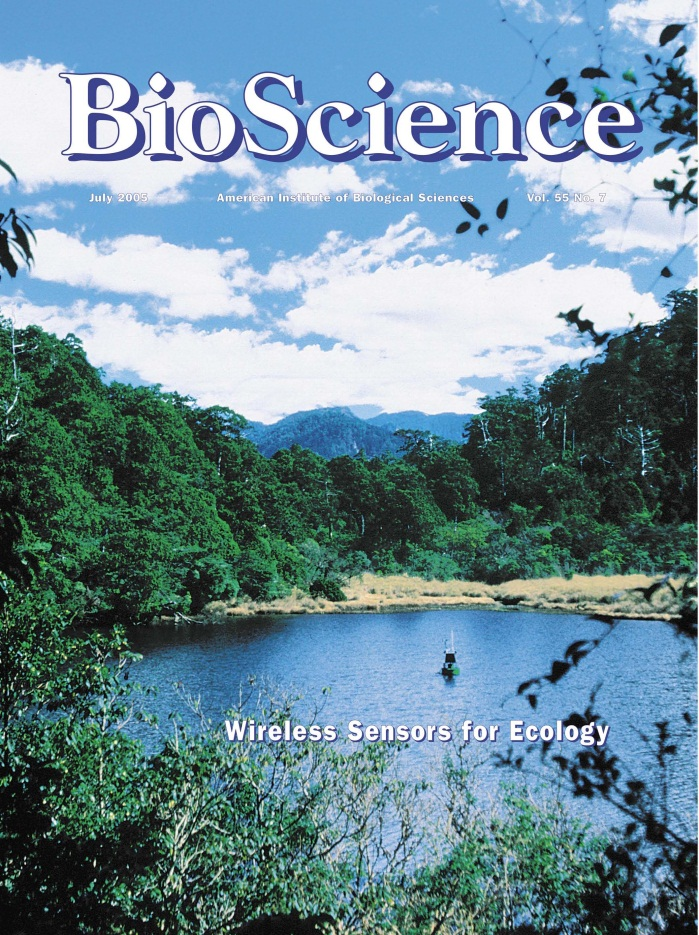 BioScience
July 2005 American Institute of Biological Sciences Vol. 55 No. 7
Wireless Sensors for Ecology